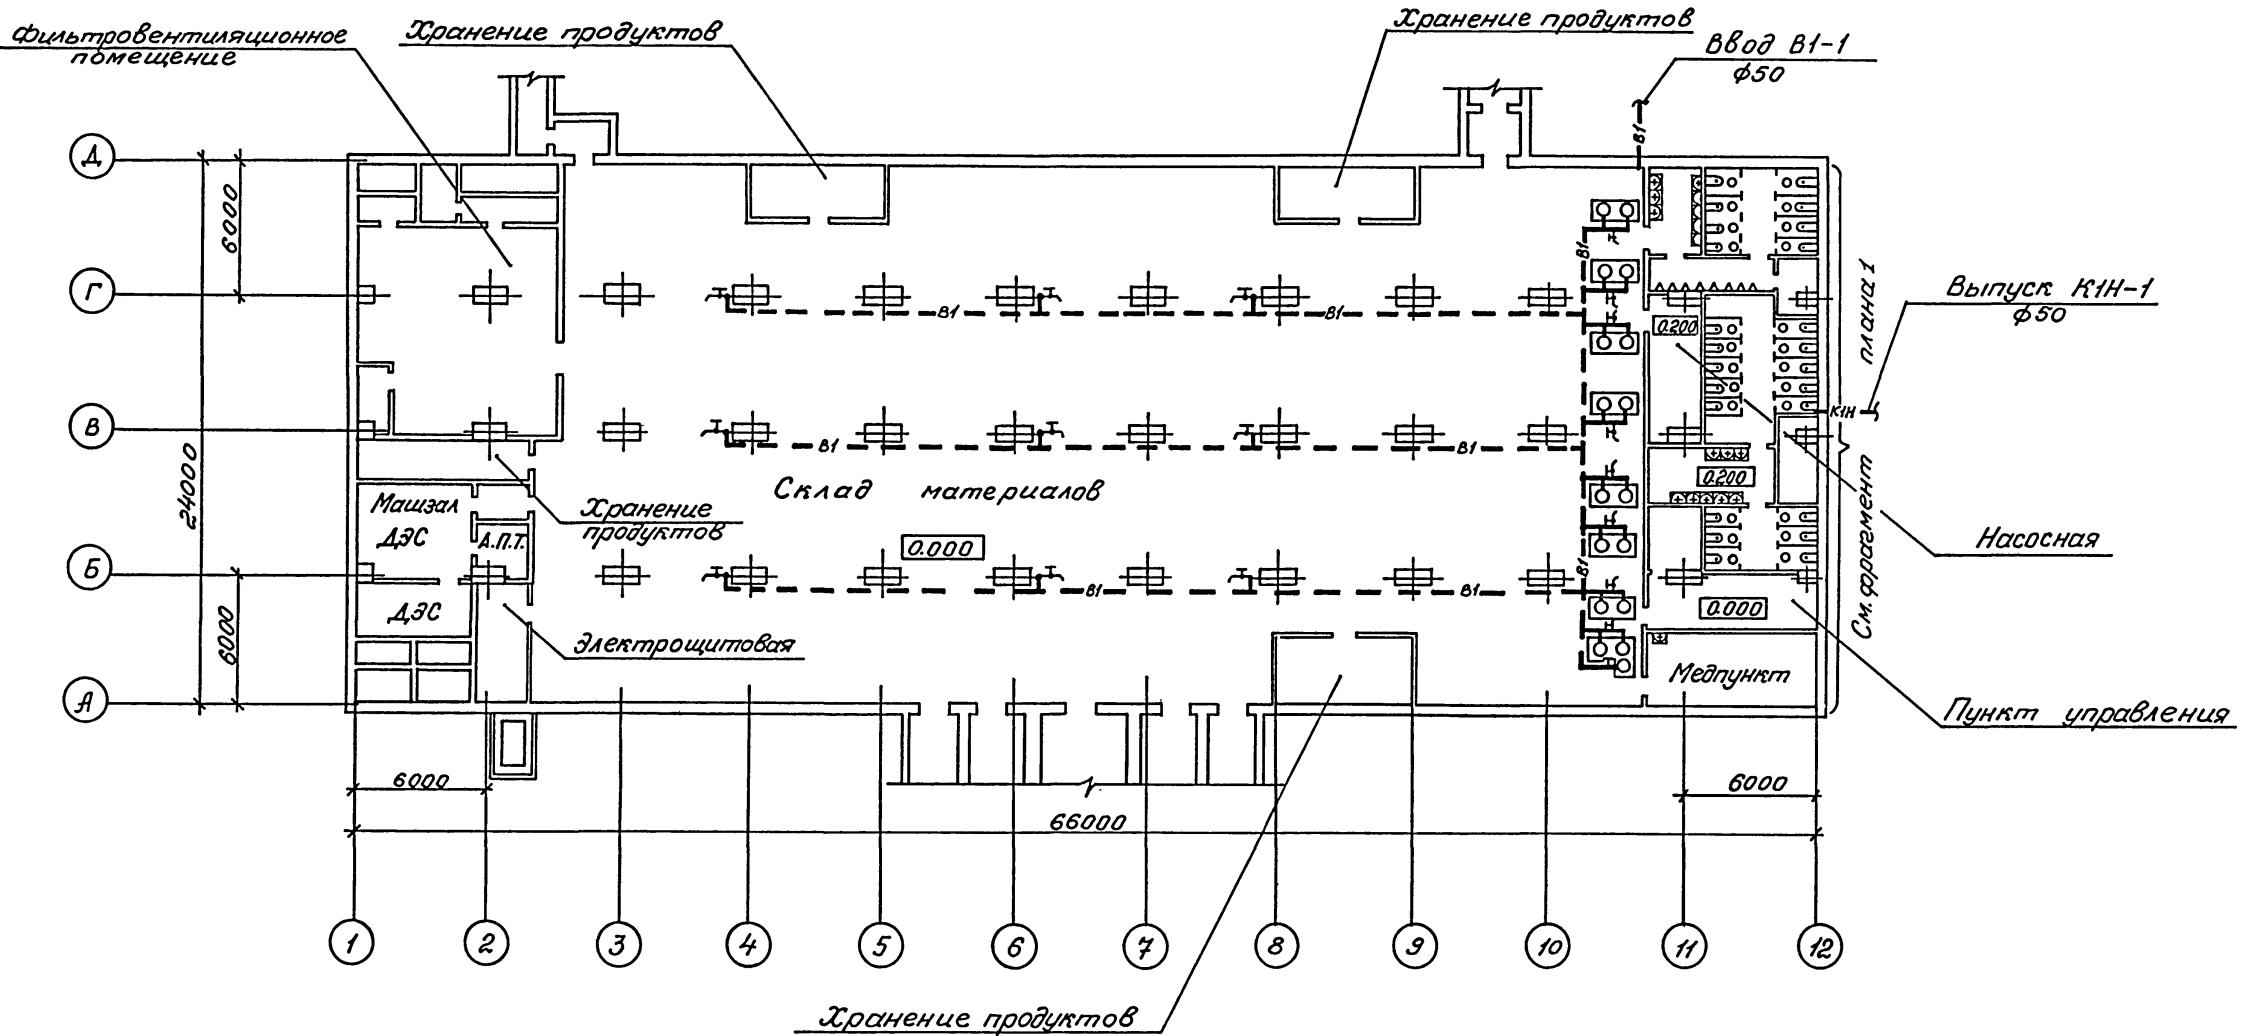 Фильтровентиляционное
помещение
Хранение продуктов
Хранение продуктов
Ввод В1-1
ф50
В1
Д
6000
24000
Г
В1
В1
В1
0.200
плана 1
Выпуск К1Н-1
ф50
К1Н
В
В1
В1
Склад материалов
0.000
0.200
См. фрагмент
Насосная
Машзал
ДЭС
А.П.Т.
Хранение
продуктов
Б
В1
В1
В1
0.000
ДЭС
6000
Электрощитовая
Медпункт
Пункт управления
А
6000
6000
66000
1
2
3
4
5
6
7
8
9
10
11
12
Хранение продуктов